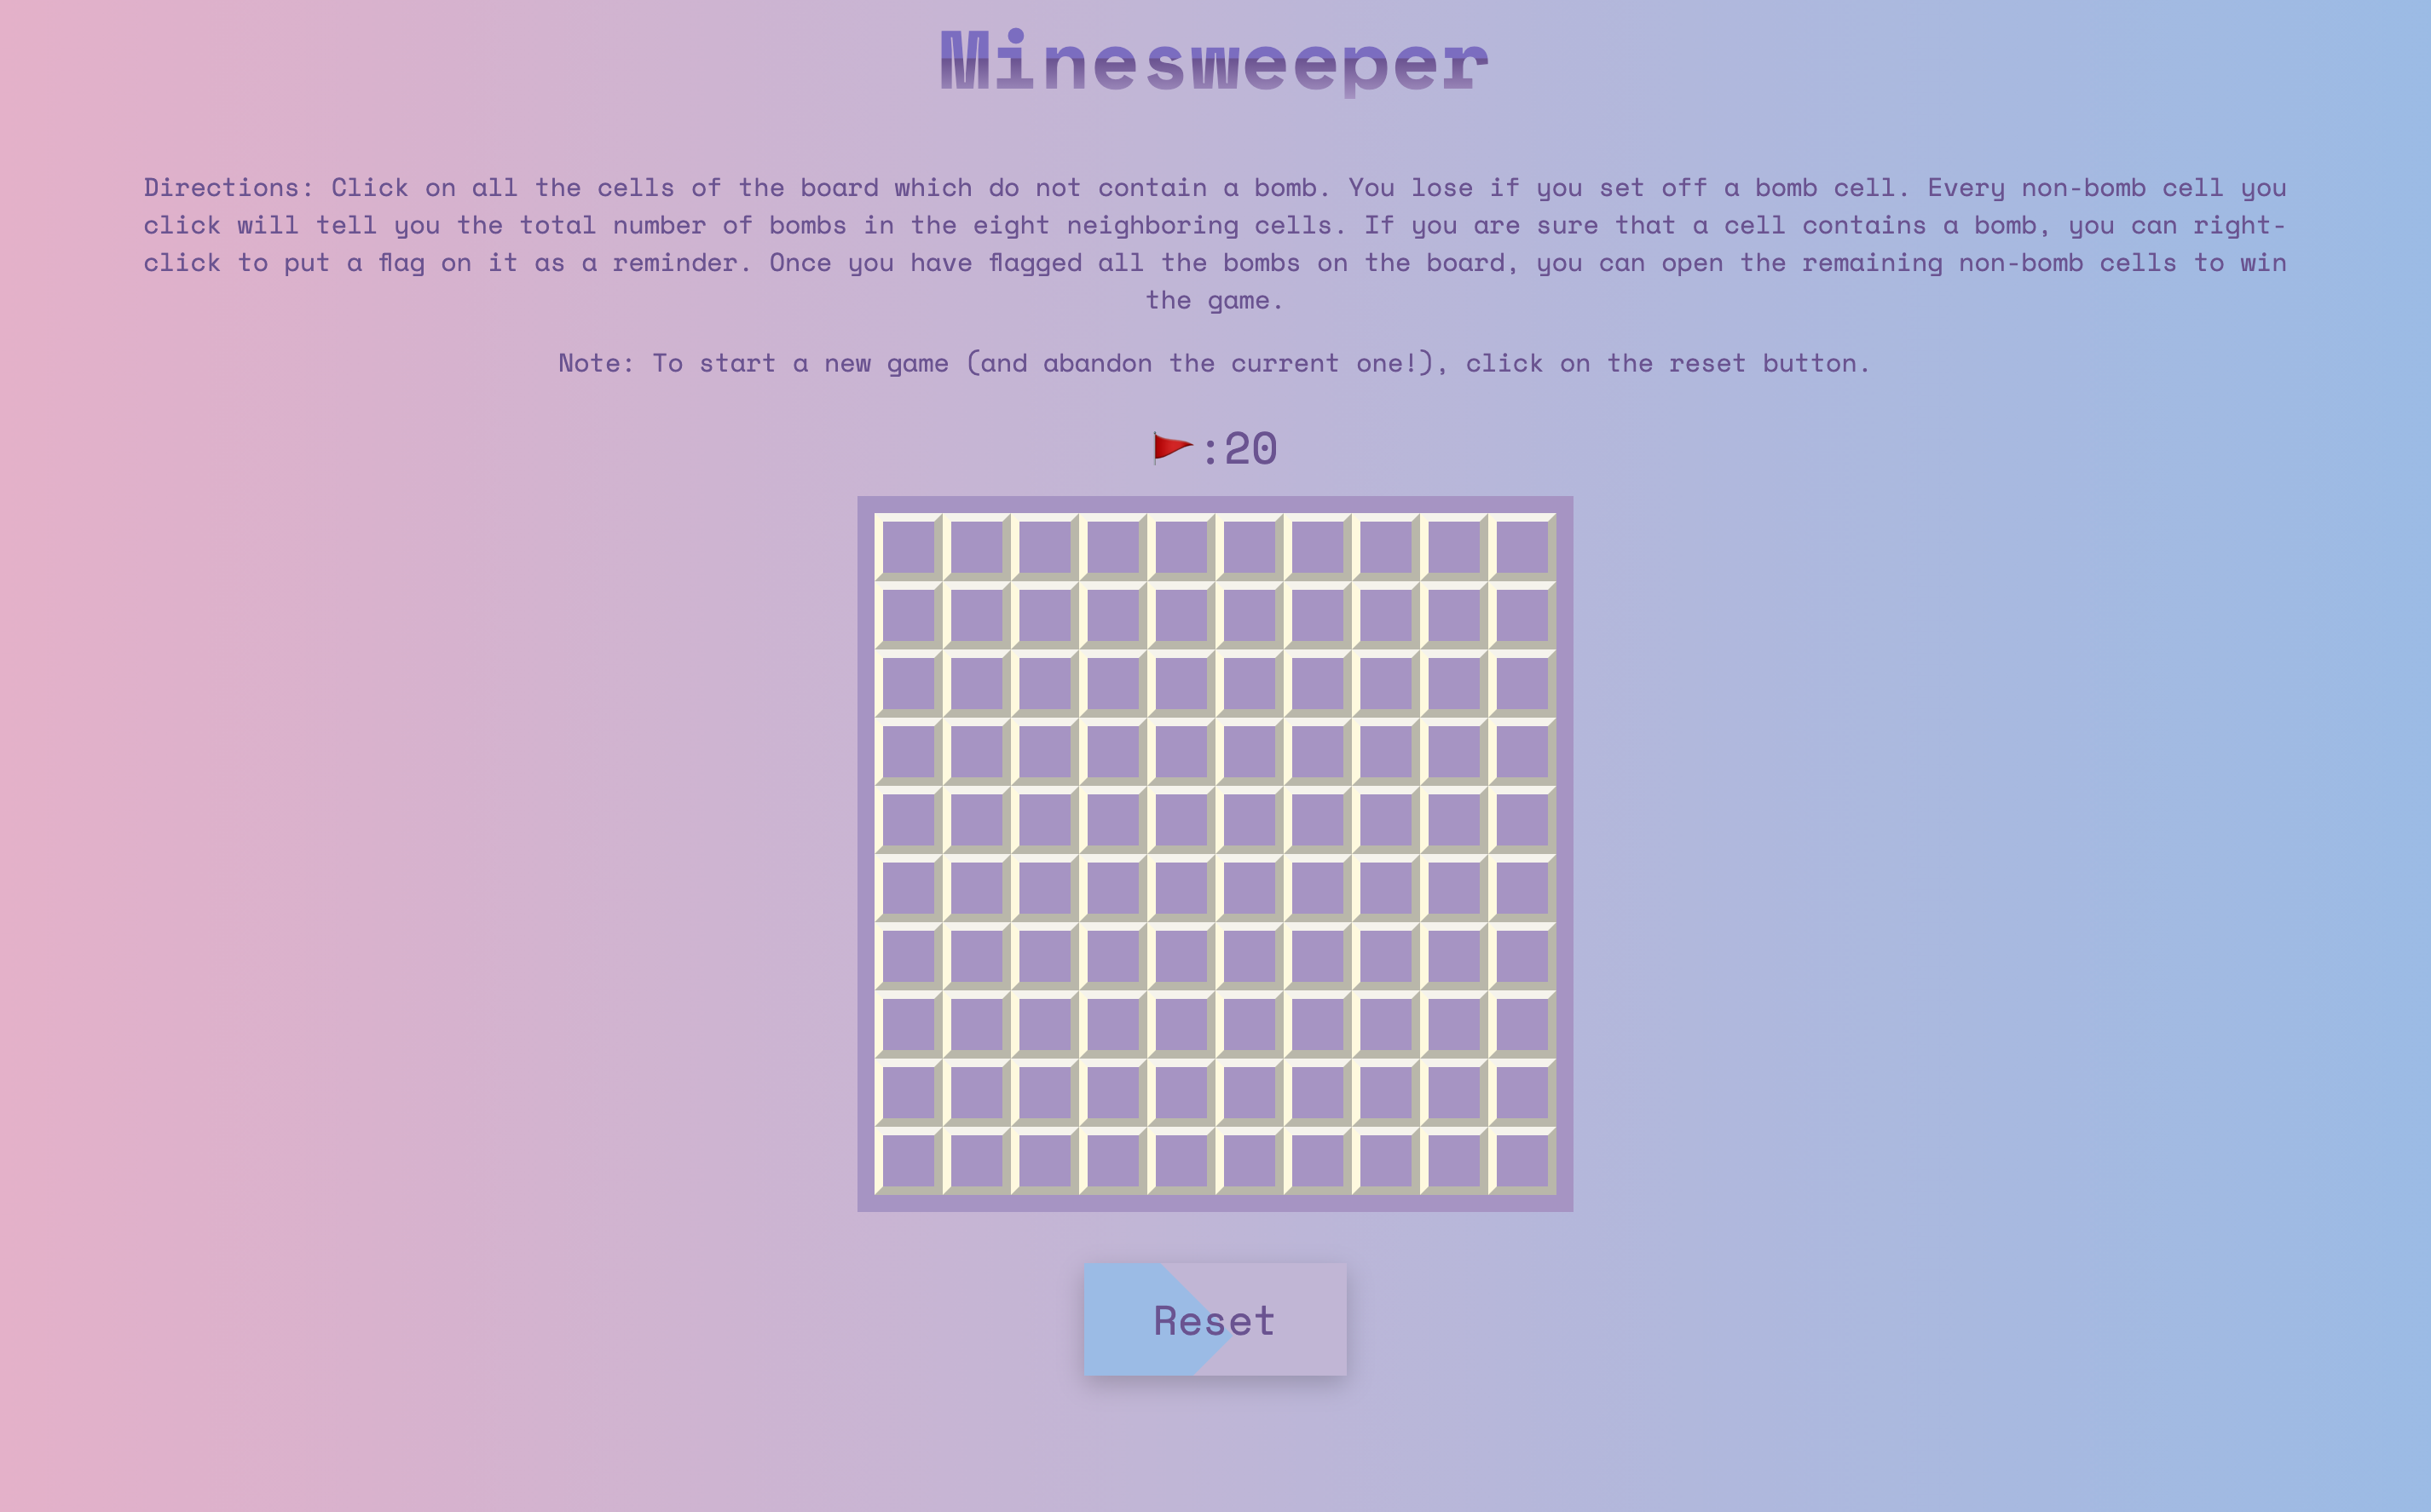 Minesweeper
Directions: Click on all the cells of the board which do not contain a bomb. You lose if you set off a bomb cell. Every non-bomb cell you
click will tell you the total number of bombs in the eight neighboring cells. If you are sure that a cell contains a bomb, you can right-
click to put a flag on it as a reminder. Once you have flagged all the bombs on the board, you can open the remaining non-bomb cells to win
the game.
Note: To start a new game (and abandon the current one!), click on the reset button.
🚩:20
Reset